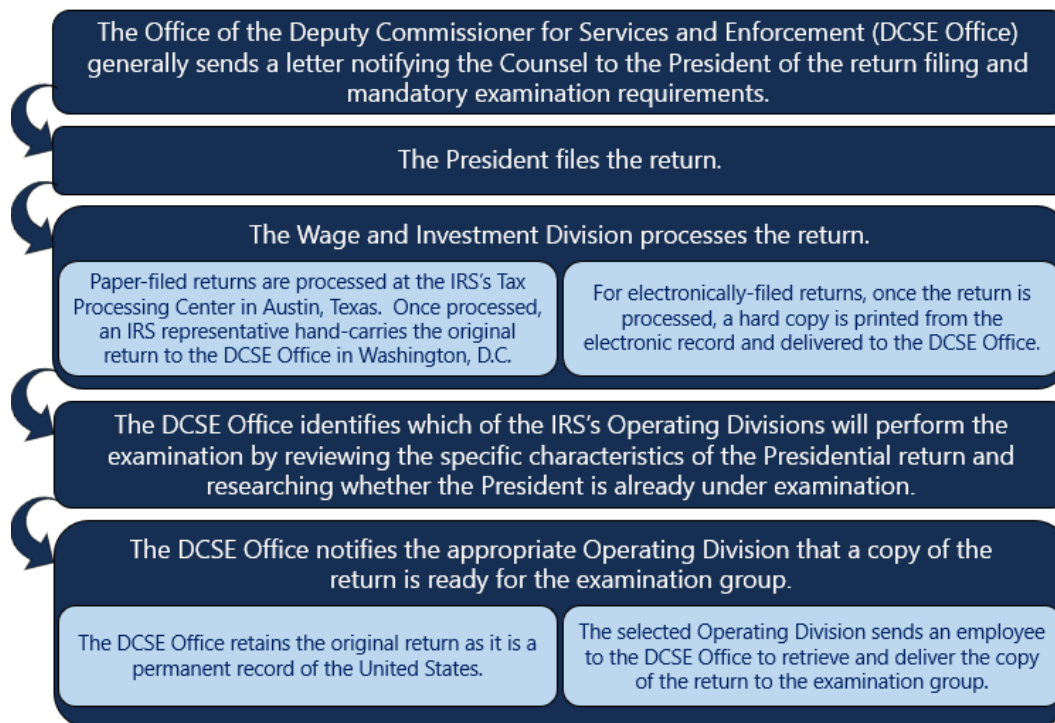 The Office of the Deputy Commissioner for Services and Enforcement (DCSE Office)
generally sends a letter notifying the Counsel to the President of the return filing and
mandatory examination requirements.
The President files the return.
The Wage and Investment Division processes the return.
Paper-filed returns are processed at the IRS's Tax
Processing Center in Austin, Texas.  Once processed,
an IRS representative hand-carries the original
return to the DCSE Office in Washington, D.C.
For electronically-filed returns, once the return is
processed, a hard copy is printed from the
electronic record and delivered to the DCSE Office.
The DCSE Office identifies which of the IRS's Operating Divisions will perform the
examination by reviewing the specific characteristics of the Presidential return and
researching whether the President is already under examination.
The DCSE Office notifies the appropriate Operating Division that a copy of the
return is ready for the examination group.
The DCSE Office retains the original return as it is a
permanent record of the United States.
The selected Operating Division sends an employee
to the DCSE Office to retrieve and deliver the copy
of the return to the examination group.